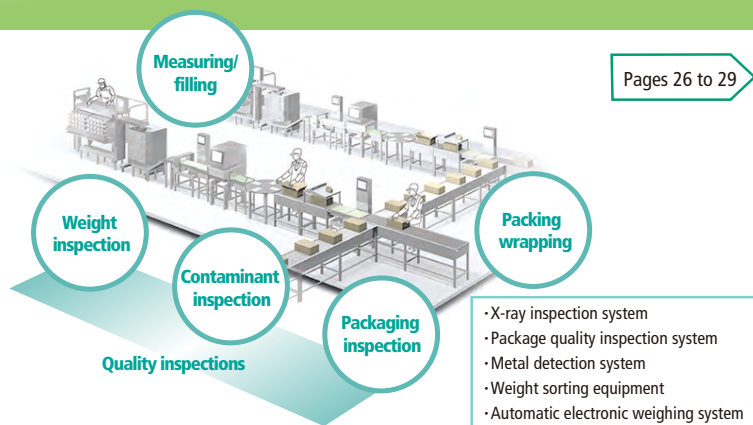 Measuring/
filling
Pages 26 to 29
Weight
inspection
Contaminant
inspection
Packaging
inspection
Packing
wrapping
Quality inspections
・X-ray inspection system
・Package quality inspection system
・Metal detection system
・Weight sorting equipment
・Automatic electronic weighing system